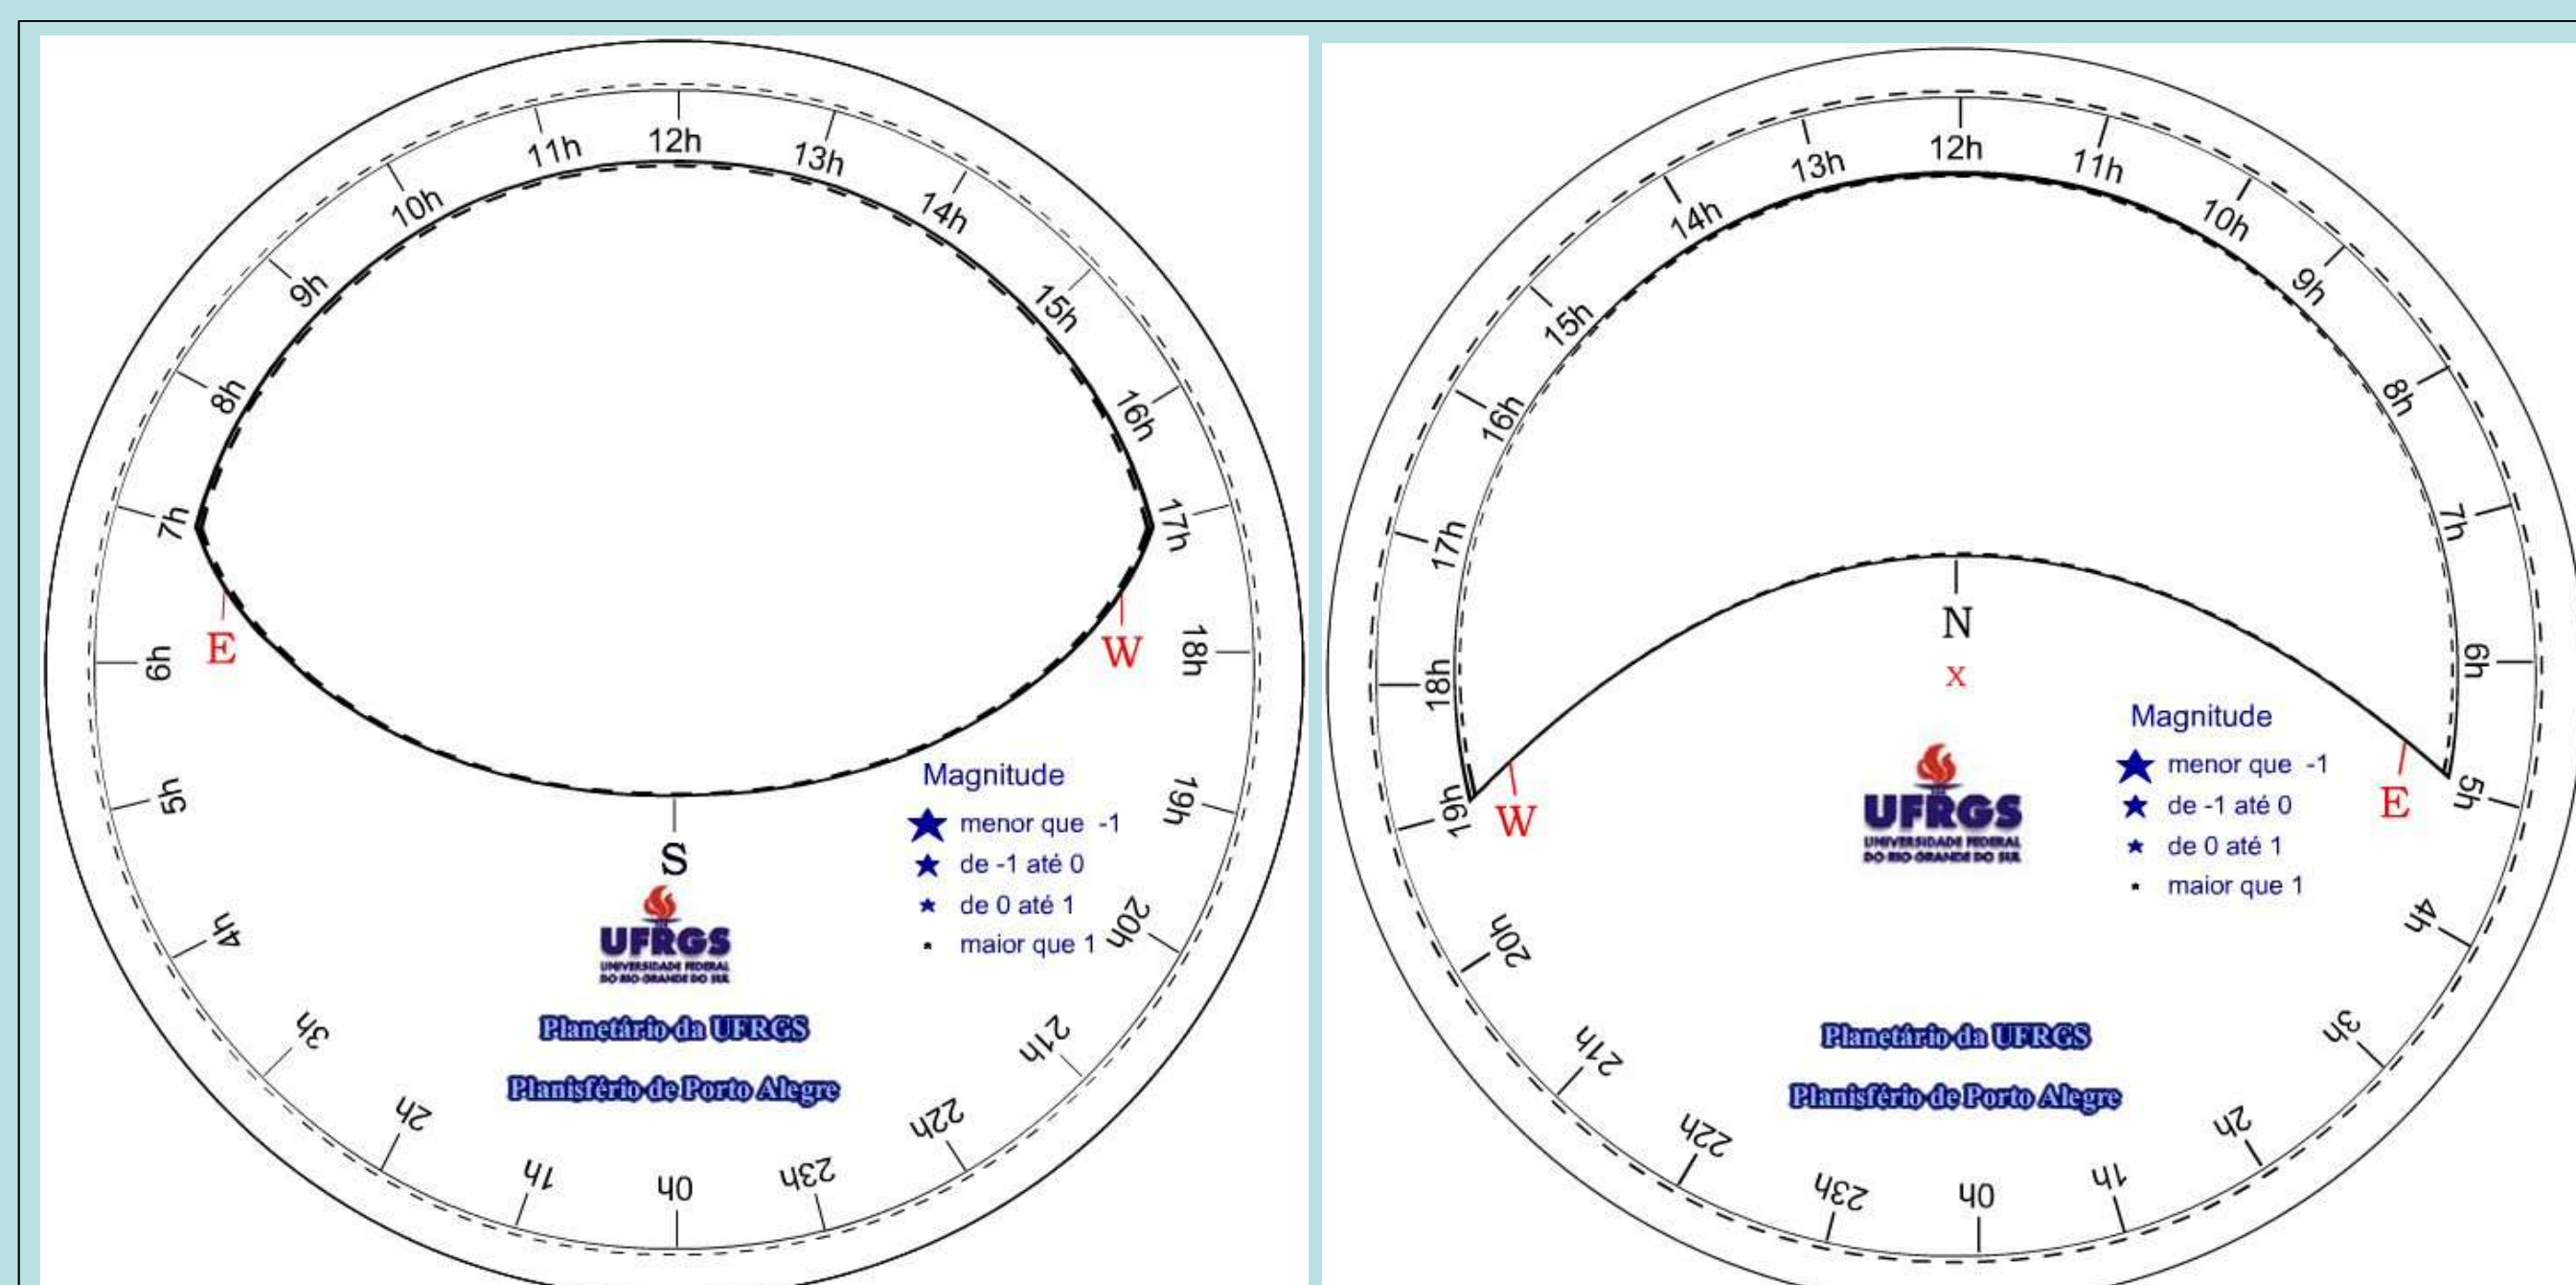 12h
11h
13h
10h
14h
9h
15h
8h
16h
7h
17h
E
W
6h
18h
5h
19h
4h
20h
3h
21h
2h
22h
1h
23h
0h
S
Magnitude
menor que -1
de -1 até 0
de 0 até 1
maior que 1
UFRGS
UNIVERSIDADE FEDERAL
DO RIO GRANDE DO SUL
Planetário da UFRGS
Planisfério de Porto Alegre
12h
13h
11h
14h
10h
15h
9h
16h
8h
17h
7h
N
x
18h
6h
W
E
19h
5h
20h
4h
21h
3h
22h
2h
23h
1h
0h
Magnitude
menor que -1
de -1 até 0
de 0 até 1
maior que 1
UFRGS
UNIVERSIDADE FEDERAL
DO RIO GRANDE DO SUL
Planetário da UFRGS
Planisfério de Porto Alegre